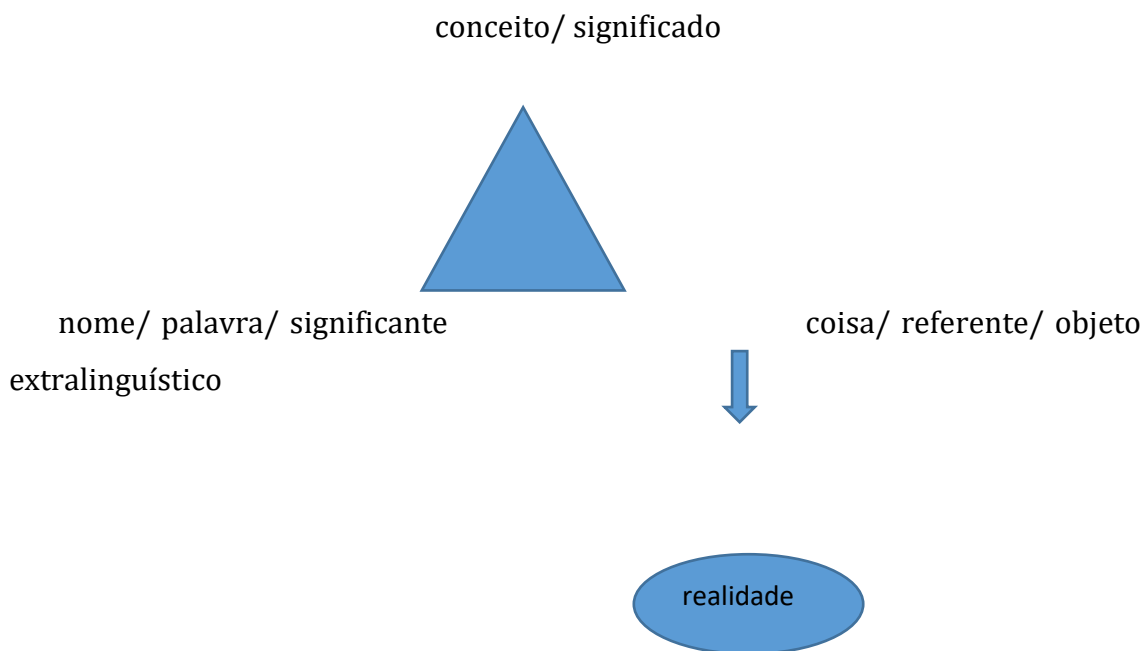 conceito/ significado
nome/ palavra/ significante coisa/ referente/ objeto
extralinguístico
realidade